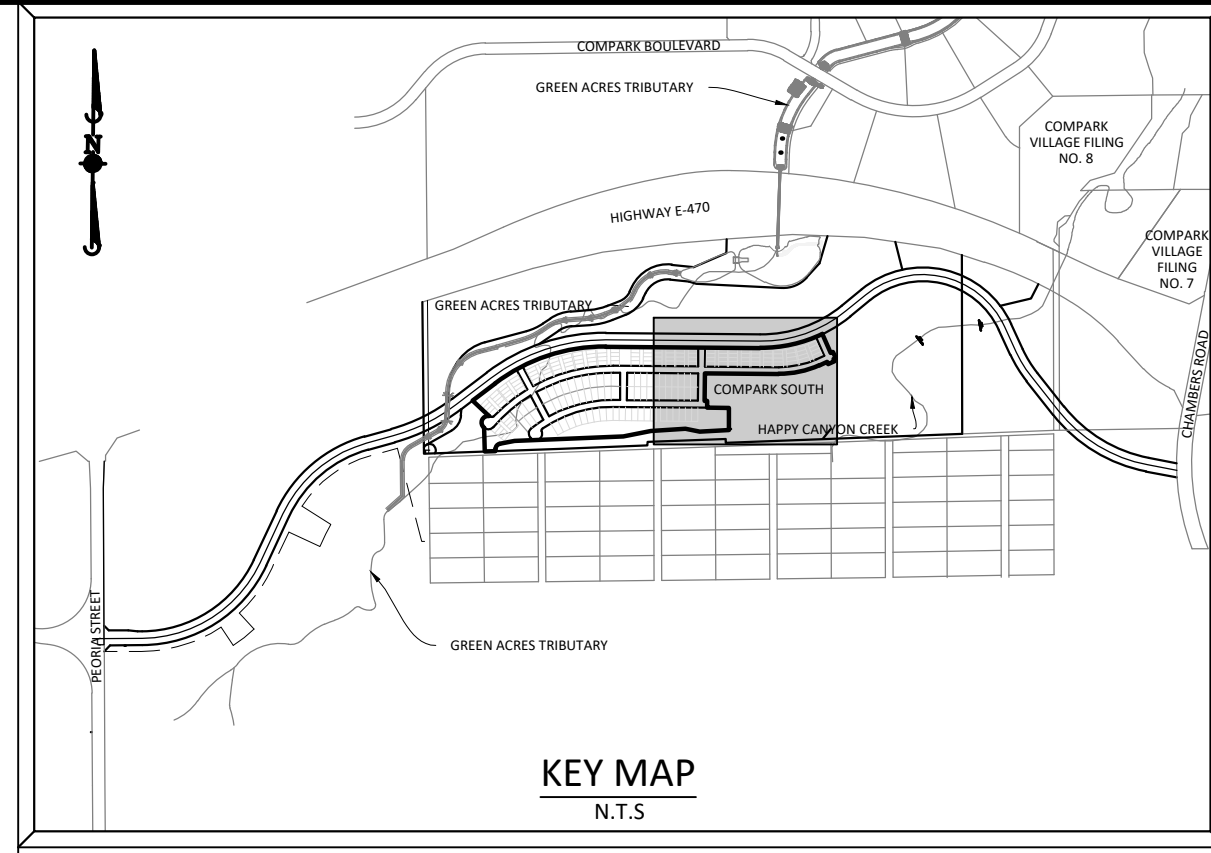 COMPARK BOULEVARD
GREEN ACRES TRIBUTARY
COMPARK
VILLAGE FILING
NO. 8
N
HIGHWAY E-470
COMPARK
VILLAGE
FILING
NO. 7
GREEN ACRES TRIBUTARY
CHAMBERS ROAD
COMPARK SOUTH
HAPPY CANYON CREEK
PEORIA STREET
GREEN ACRES TRIBUTARY
KEY MAP
N.T.S